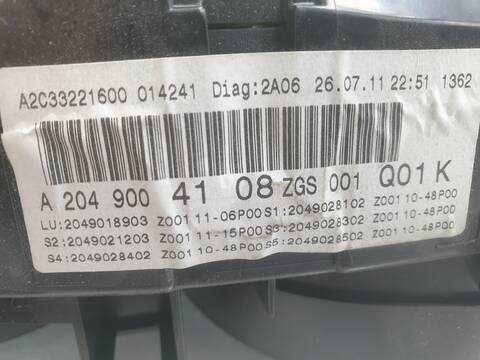 A2C33221600 014241 Diag:2A06 26.07.11 22:51 1362
A 204 900 41 08 ZGS 001 Q01 K
LU:2049018903 Z001 11-06P00 S1:2049028102 Z001 10-48P00
S2:2049021203 Z001 11-15P00 S3:2049028302 Z001 10-48P00
S4:2049028402 Z001 10-48P00 S5:2049028502 Z001 10-48P00